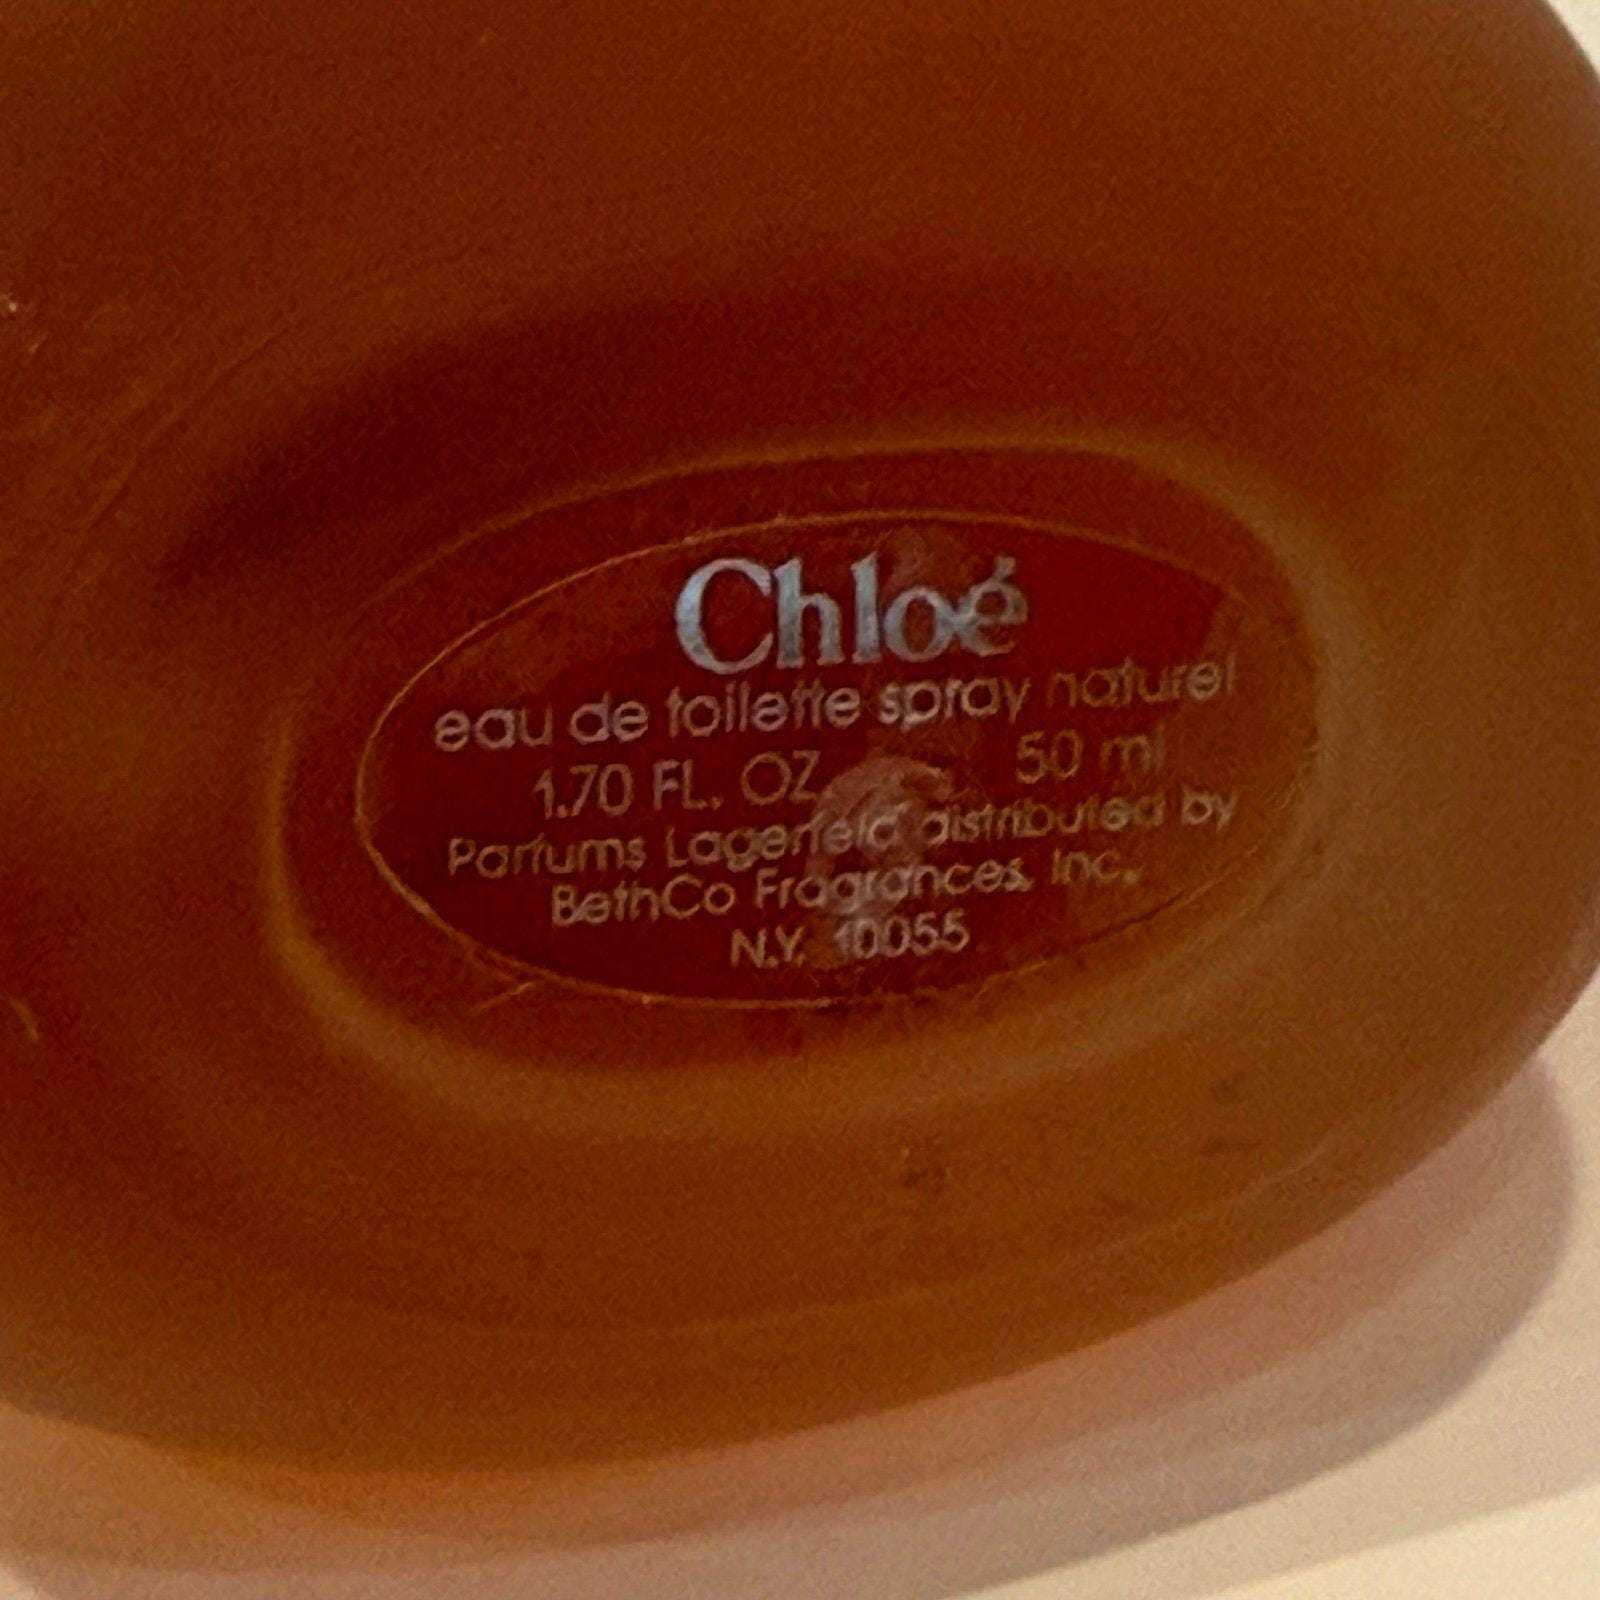 Chloé
eau de toilette spray naturel
1.70 FL. OZ 50 ml
Parfums Lagerfeld distributed by
BethCo Fragrances, Inc.,
N.Y. 10055